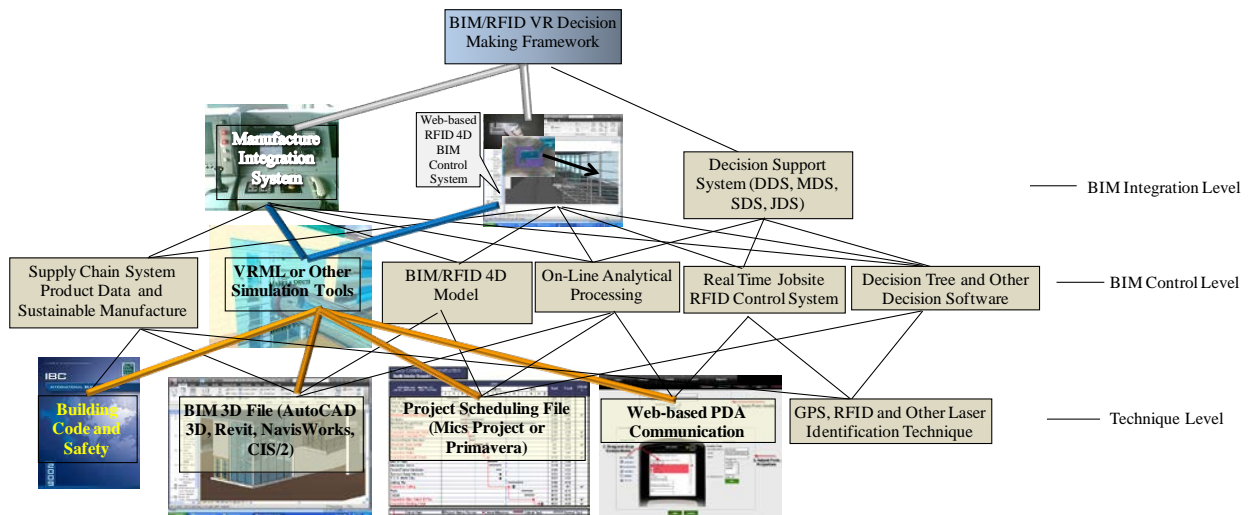 BIM/RFID VR Decision
Making Framework
Manufacture
Integration
System
Web-based
RFID 4D
BIM
Control
System
Decision Support
System (DDS, MDS,
SDS, JDS)
BIM Integration Level
Supply Chain System
Product Data and
Sustainable Manufacture
VRML or Other
Simulation Tools
BIM/RFID 4D
Model
On-Line Analytical
Processing
Real Time Jobsite
RFID Control System
Decision Tree and Other
Decision Software
BIM Control Level
IBC
Building
Code and
Safety
BIM 3D File (AutoCAD
3D, Revit, NavisWorks,
CIS/2)
Project Scheduling File
(Mics Project or
Primavera)
Web-based PDA
Communication
GPS, RFID and Other Laser
Identification Technique
Technique Level